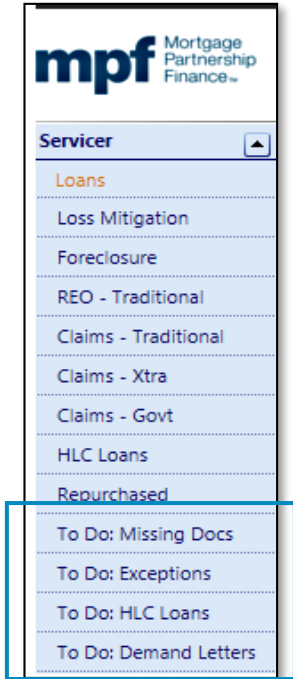 mpf Mortgage
Partnership
Finance™
Servicer
Loans
Loss Mitigation
Foreclosure
REO - Traditional
Claims - Traditional
Claims - Xtra
Claims - Govt
HLC Loans
Repurchased
To Do: Missing Docs
To Do: Exceptions
To Do: HLC Loans
To Do: Demand Letters